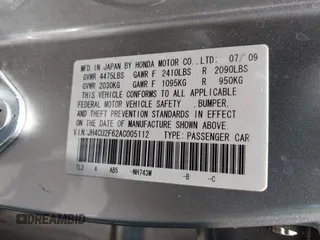 MFD. IN JAPAN BY HONDA MOTOR CO.,LTD: 07/'09
GVWR 4475LBS GAWR F 2410LBS R 2090LBS
GVWR 2030KG GAWR F 1095KG R 950KG
THIS VEHICLE CONFORMS TO ALL APPLICABLE
FEDERAL MOTOR VEHICLE SAFETY ,BUMPER,
AND THEFT PREVENTION STANDARDS IN EFFECT
ON THE DATE OF MANUFACTURE SHOWN ABOVE.
V.I.N:JH4CU2F62AC005112 TYPE: PASSENGER CAR
TL2 A AB5 -NH743M -B -C
DREAMBID